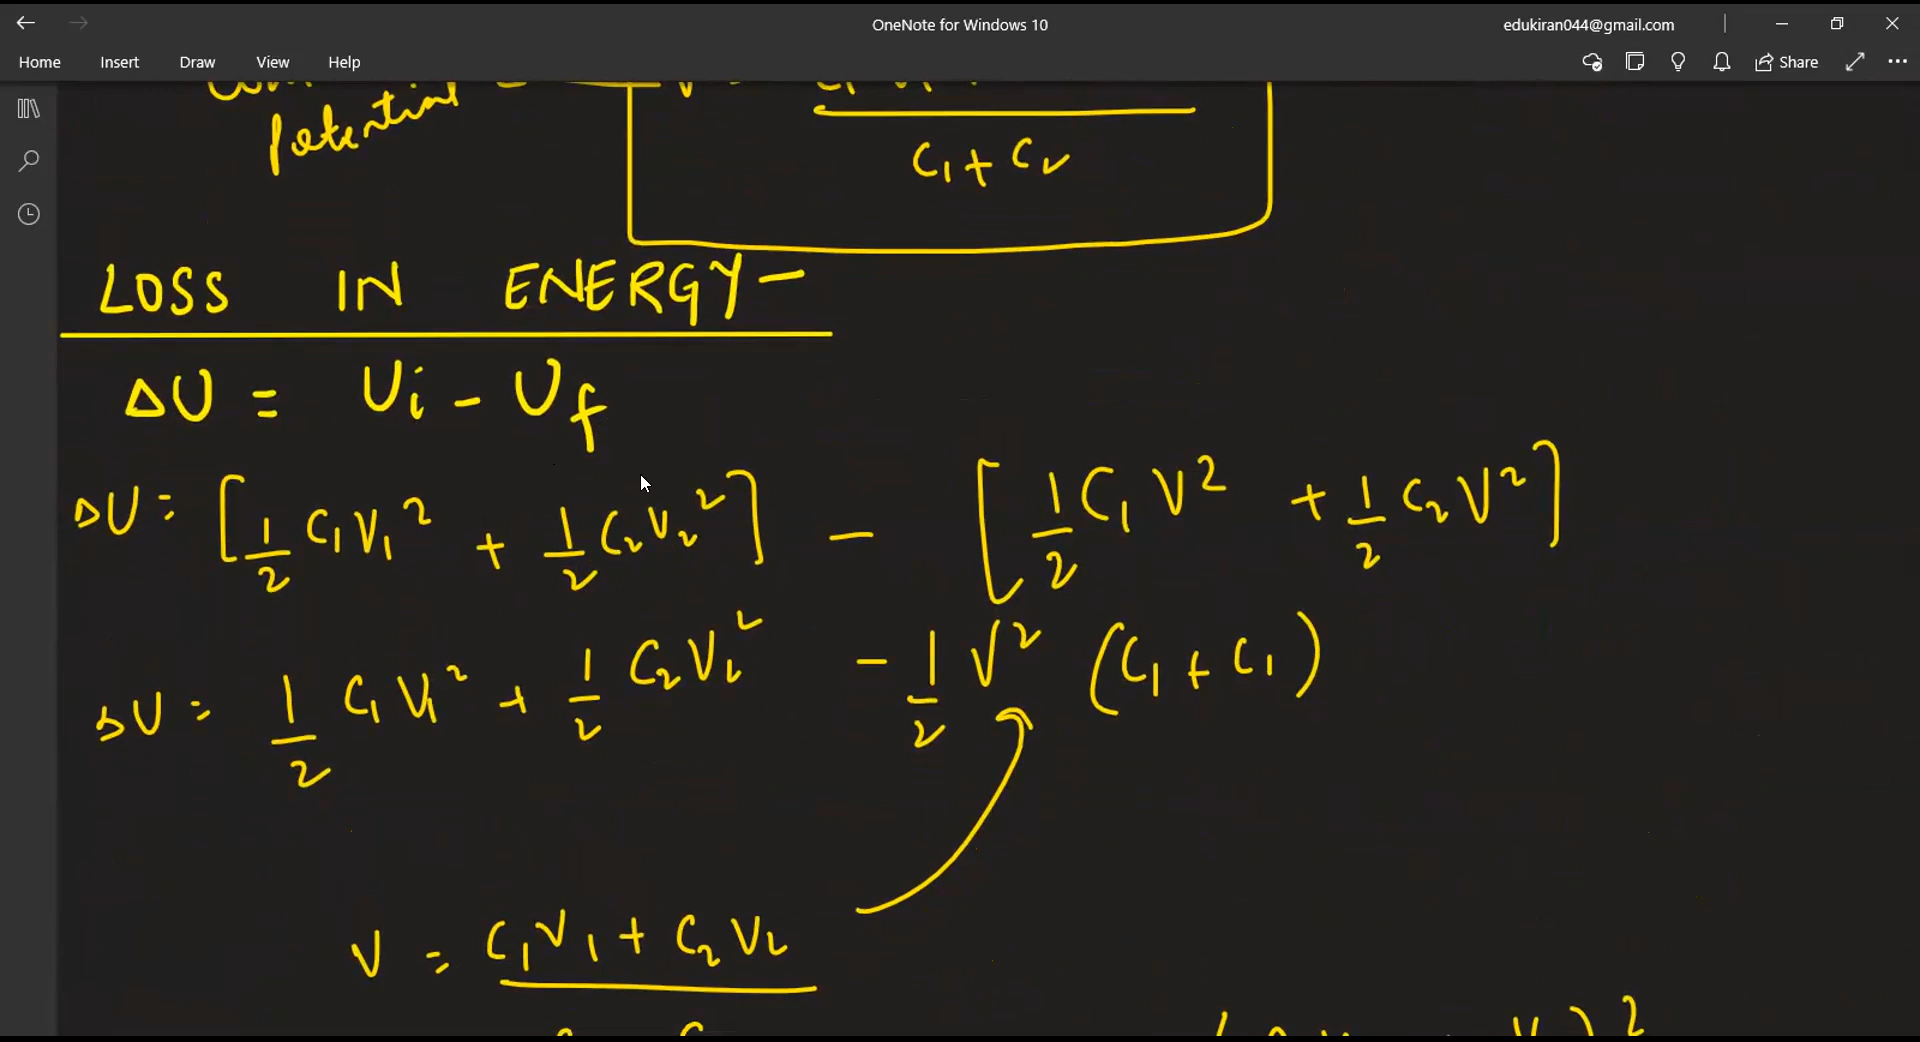 OneNote for Windows 10
edukiran044@gmail.com
Home Insert Draw View Help
Share
potential
C₁ + C₂
LOSS IN ENERGY -
ΔU = Ui - Uf
ΔU = [1/2 C₁V₁² + 1/2 C₂V₂²] - [1/2 C₁V² + 1/2 C₂V²]
ΔU = 1/2 C₁V₁² + 1/2 C₂V₂² - 1/2 V² (C₁ + C₁)
V = C₁V₁ + C₂V₂